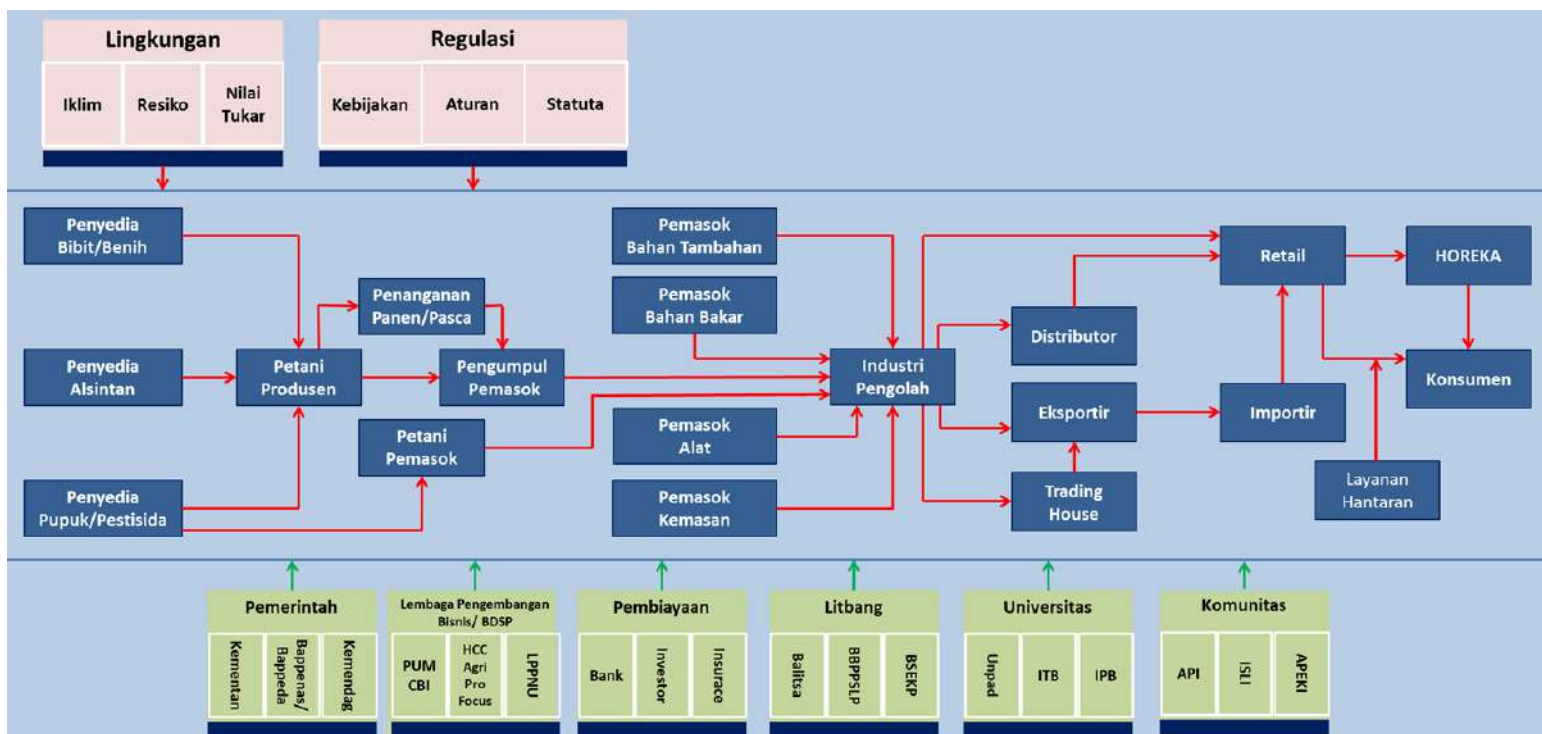 Lingkungan
Iklim
Resiko
Nilai
Tukar
Regulasi
Kebijakan
Aturan
Statuta
Penyedia
Bibit/Benih
Penyedia
Alsintan
Penyedia
Pupuk/Pestisida
Petani
Produsen
Penanganan
Panen/Pasca
Pengumpul
Pemasok
Petani
Pemasok
Pemasok
Bahan Tambahan
Pemasok
Bahan Bakar
Pemasok
Alat
Pemasok
Kemasan
Industri
Pengolah
Distributor
Eksportir
Trading
House
Retail
Importir
HOREKA
Konsumen
Layanan
Hantaran
Pemerintah
Kementan
Bappenas/
Bappeda
Kemendag
Lembaga Pengembangan
Bisnis/ BDSP
PUM
CBI
HCC
Agri
Pro
Focus
LPPNU
Pembiayaan
Bank
Investor
Insurace
Litbang
Balitsa
BBPPSLP
BSEKP
Universitas
Unpad
ITB
IPB
Komunitas
API
ISLI
APEKI